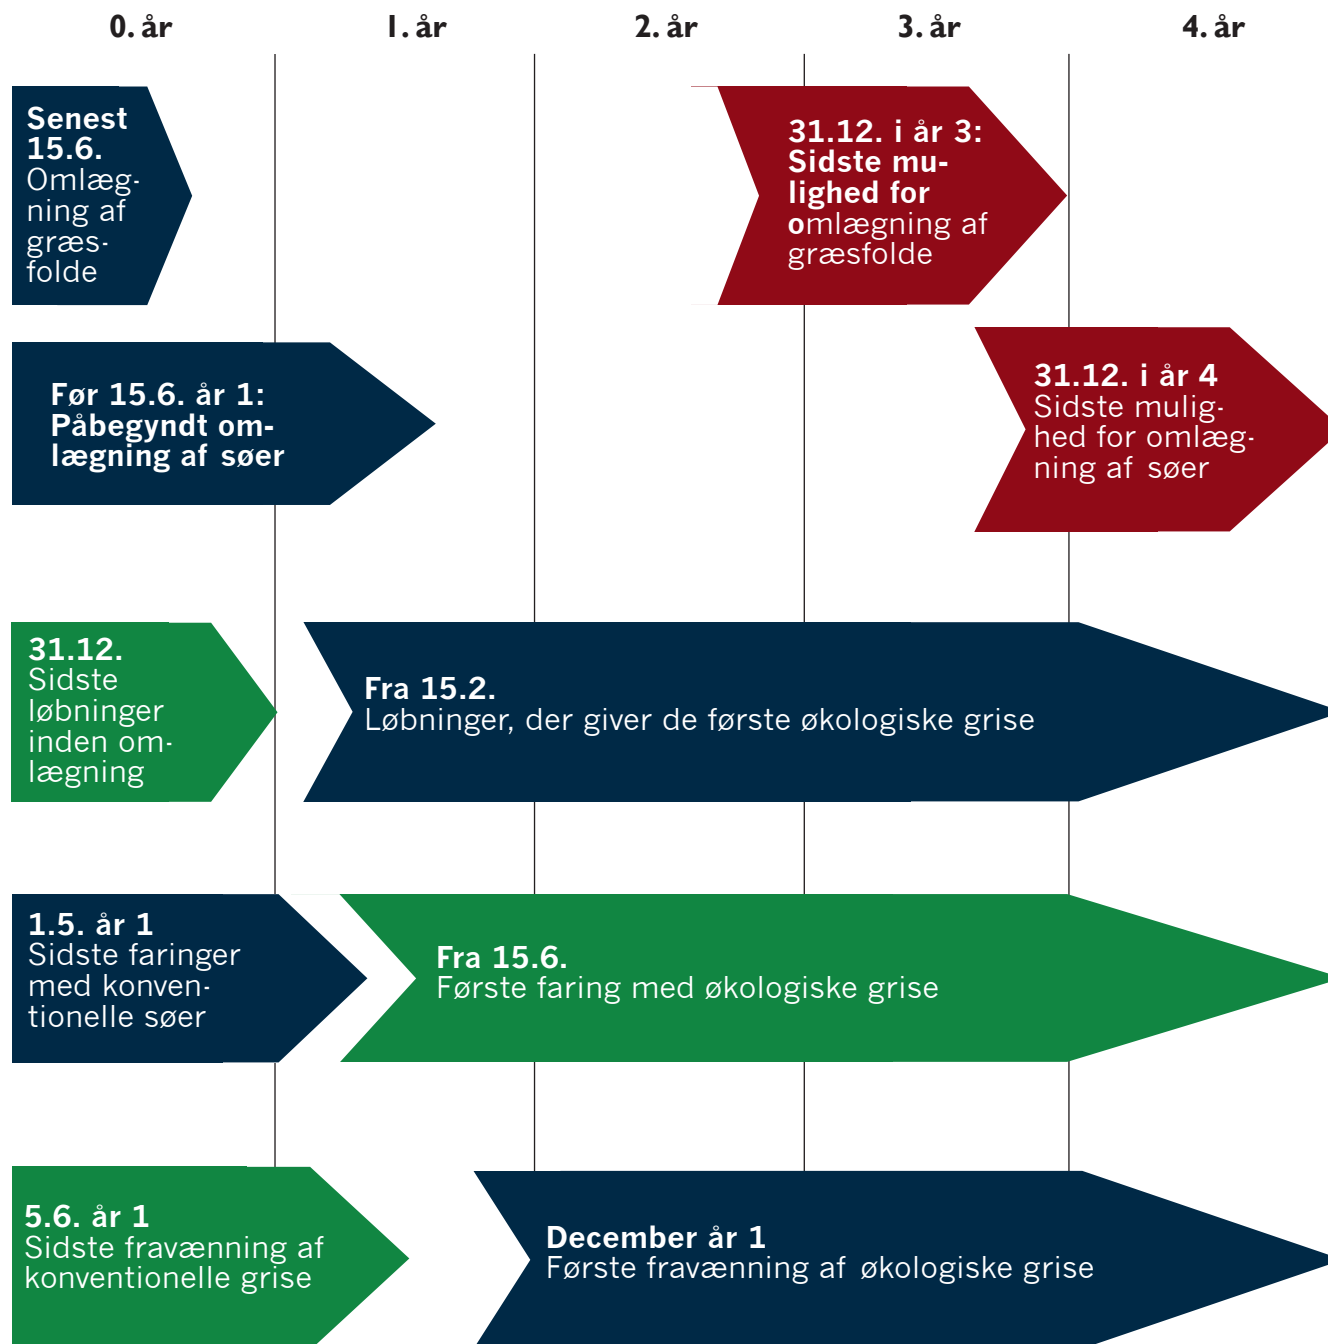 0. år 1. år 2. år 3. år 4. år
Senest
15.6.
Omlæg-
ning af
græs-
folde
31.12. i år 3:
Sidste mu-
lighed for
omlægning af
græsfolde
Før 15.6. år 1:
Påbegyndt om-
lægning af søer
31.12. i år 4
Sidste mulig-
hed for omlæg-
ning af søer
31.12.
Sidste
løbninger
inden om-
lægning
Fra 15.2.
Løbninger, der giver de første økologiske grise
1.5. år 1
Sidste faringer
med konven-
tionelle søer
Fra 15.6.
Første faring med økologiske grise
5.6. år 1
Sidste fravænning af
konventionelle grise
December år 1
Første fravænning af økologiske grise